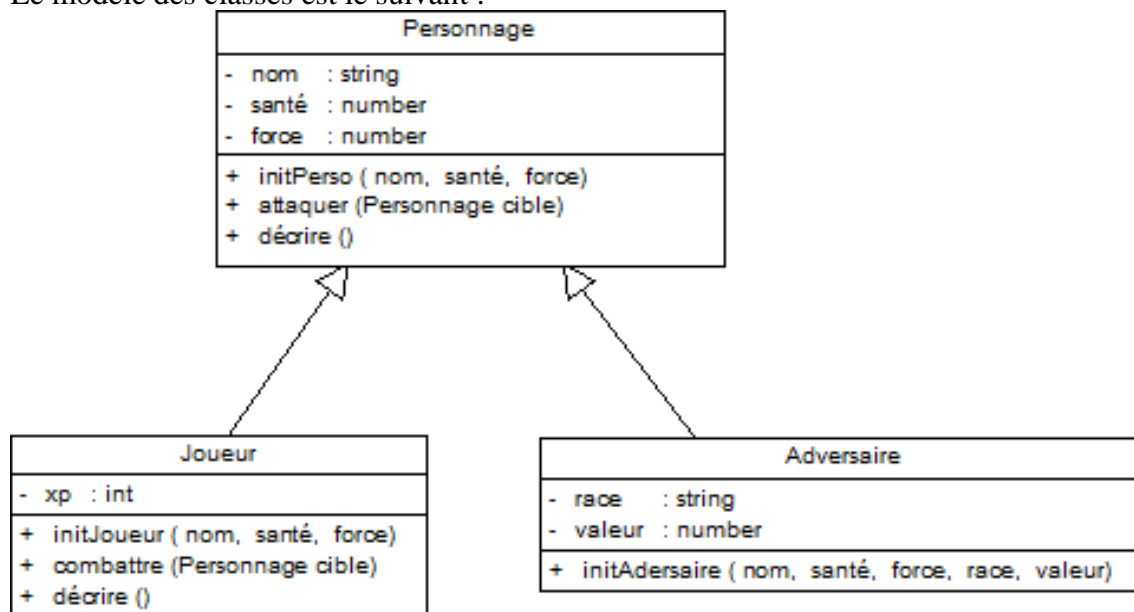 Le modèle des classes est le suivant :
Personnage
- nom : string
- santé : number
- force : number
+ initPerso ( nom, santé, force)
+ attaquer (Personnage cible)
+ décrire ()
Joueur
- xp : int
+ initJoueur ( nom, santé, force)
+ combattre (Personnage cible)
+ décrire ()
Adversaire
- race : string
- valeur : number
+ initAdersaire ( nom, santé, force, race, valeur)